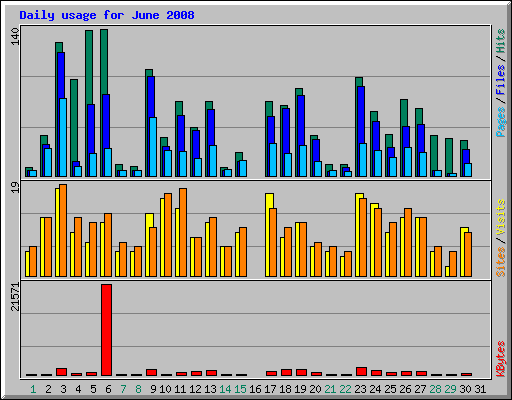 Daily usage for June 2008
140
Pages / Files / Hits
19
Sites / Visits
21571
KBytes
1 2 3 4 5 6 7 8 9 10 11 12 13 14 15 16 17 18 19 20 21 22 23 24 25 26 27 28 29 30 31